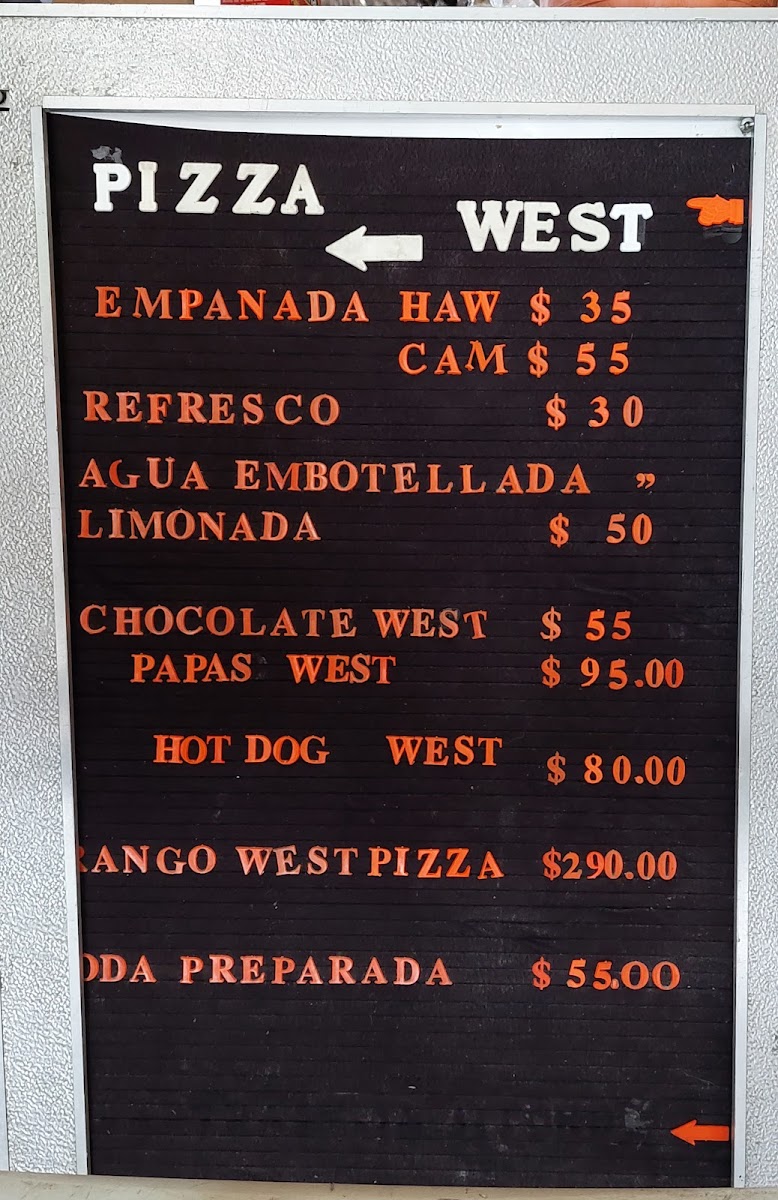 PIZZA
WEST
EMPANADA HAW $ 35
CAM $ 55
REFRESCO $ 30
AGUA EMBOTELLADA ”
LIMONADA $ 50
CHOCOLATE WEST $ 55
PAPAS WEST $ 95.00
HOT DOG WEST $ 80.00
RANGO WEST PIZZA $290.00
ODA PREPARADA $ 55.00